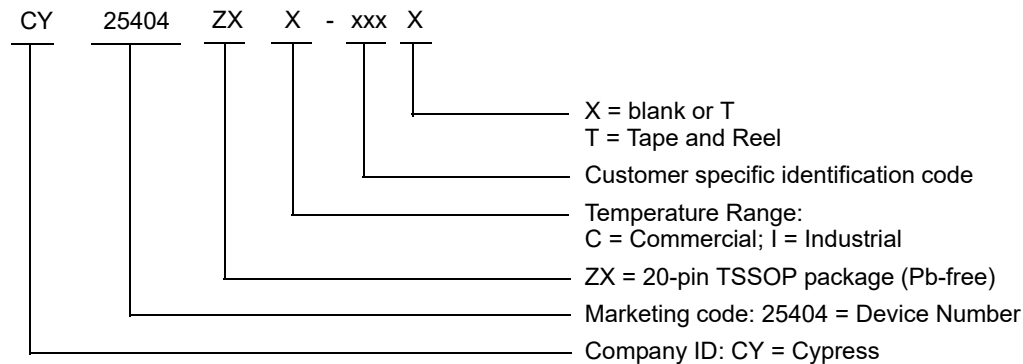 CY 25404 ZX X - xxx X
X = blank or T
T = Tape and Reel
Customer specific identification code
Temperature Range:
C = Commercial; I = Industrial
ZX = 20-pin TSSOP package (Pb-free)
Marketing code: 25404 = Device Number
Company ID: CY = Cypress